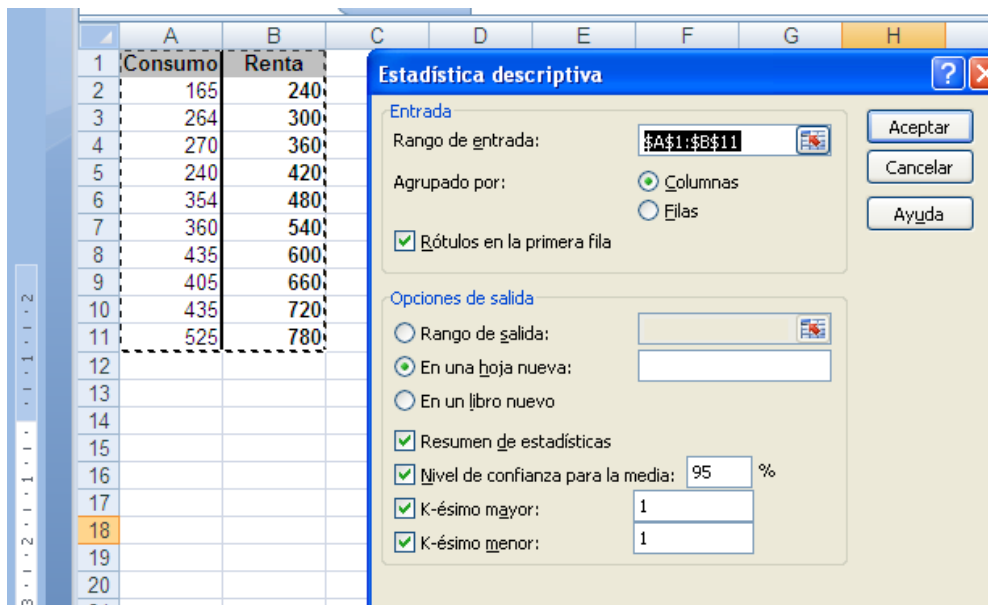 A B C D E F G H
1 Consumo Renta
2 165 240
3 264 300
4 270 360
5 240 420
6 354 480
7 360 540
8 435 600
9 405 660
10 435 720
11 525 780
12
13
14
15
16
17
18
19
20
Estadística descriptiva
Entrada
Rango de entrada: $A$1:$B$11
Agrupado por: Columnas
Filas
Rótulos en la primera fila
Aceptar
Cancelar
Ayuda
Opciones de salida
Rango de salida:
En una hoja nueva:
En un libro nuevo
Resumen de estadísticas
Nivel de confianza para la media: 95 %
K-ésimo mayor: 1
K-ésimo menor: 1